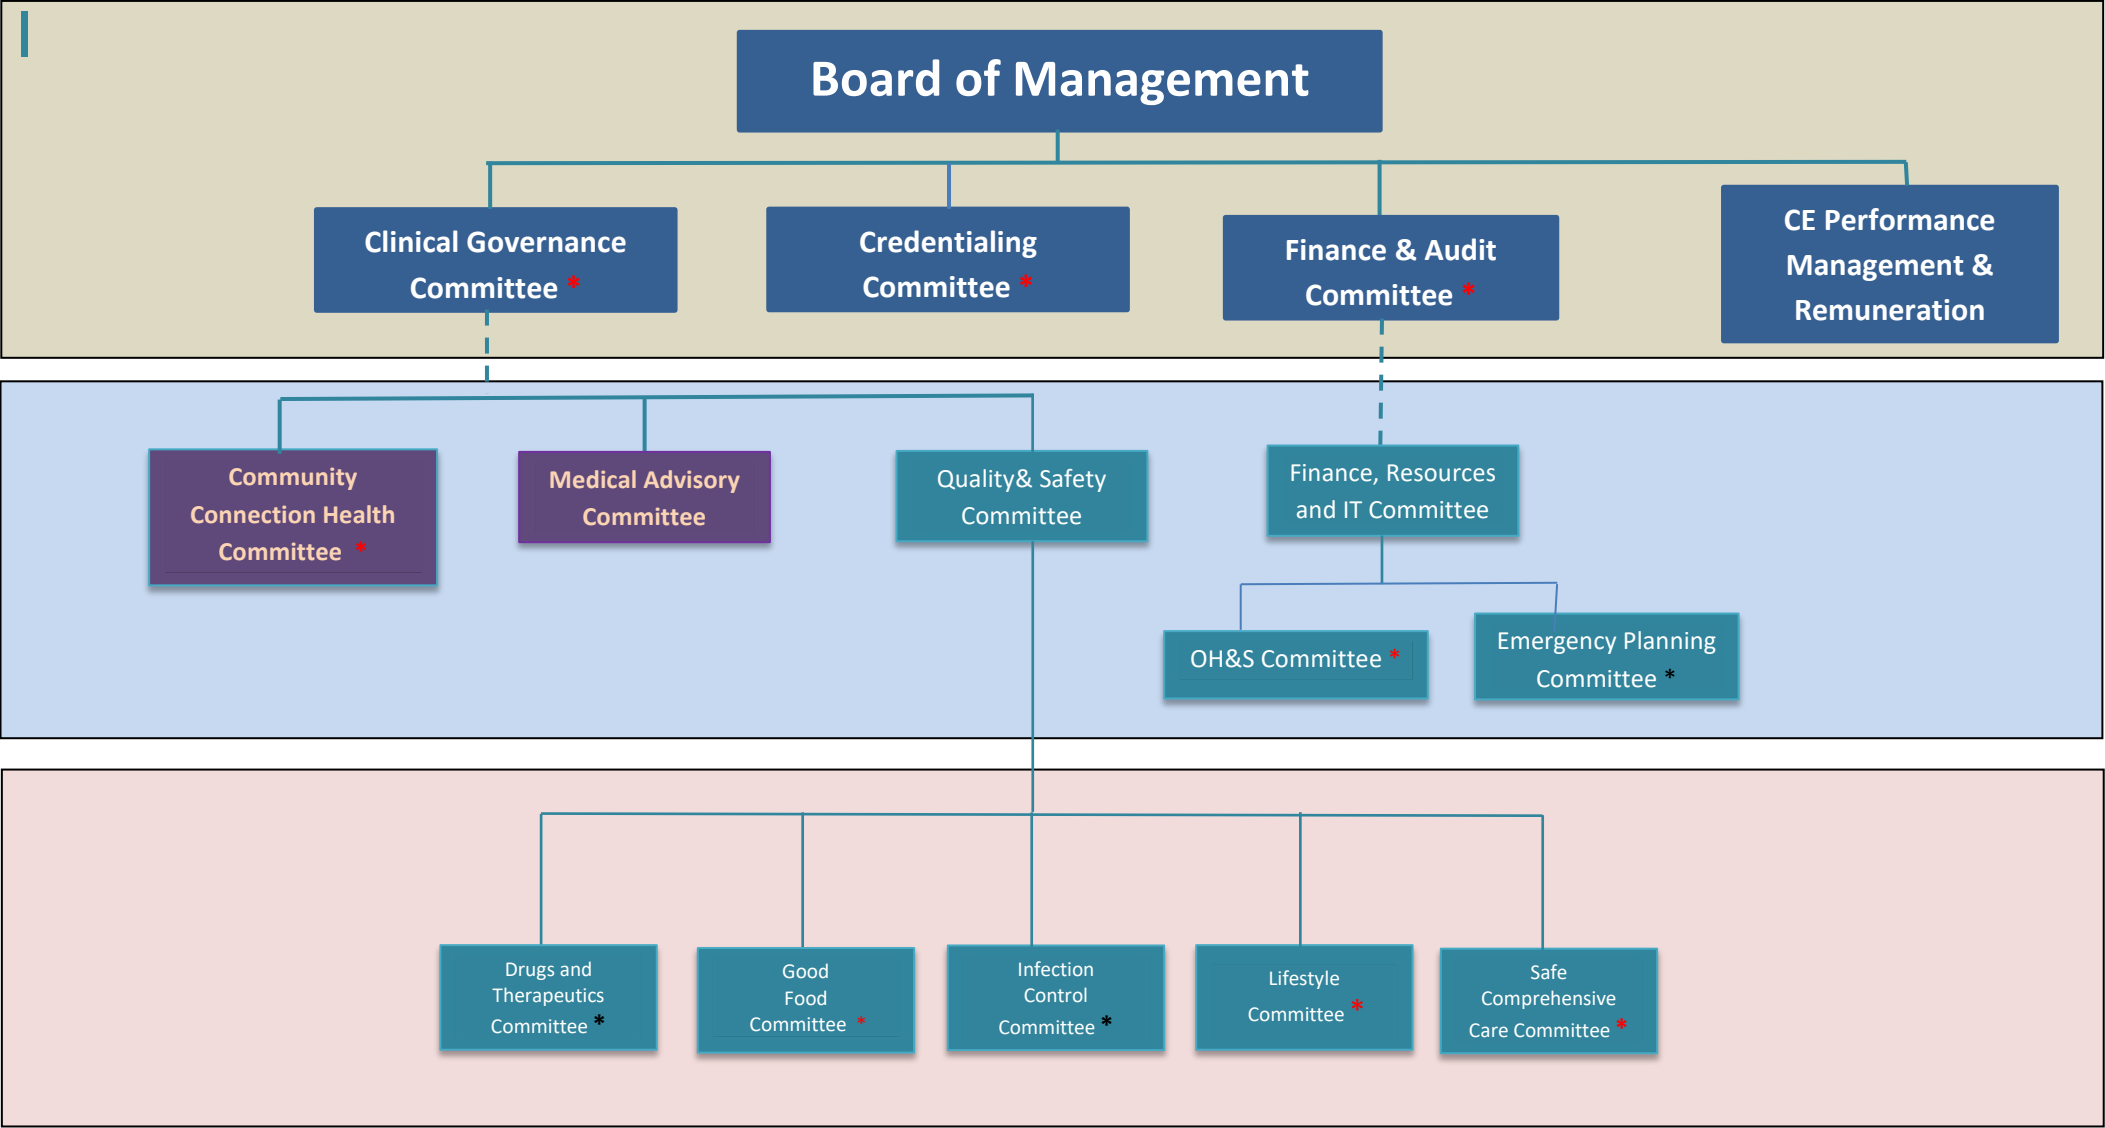 Board of Management
Clinical Governance
Committee *
Credentialing
Committee *
Finance & Audit
Committee *
CE Performance
Management &
Remuneration
Community
Connection Health
Committee *
Medical Advisory
Committee
Quality& Safety
Committee
Finance, Resources
and IT Committee
OH&S Committee *
Emergency Planning
Committee *
Drugs and
Therapeutics
Committee *
Good
Food
Committee *
Infection
Control
Committee *
Lifestyle
Committee *
Safe
Comprehensive
Care Committee *